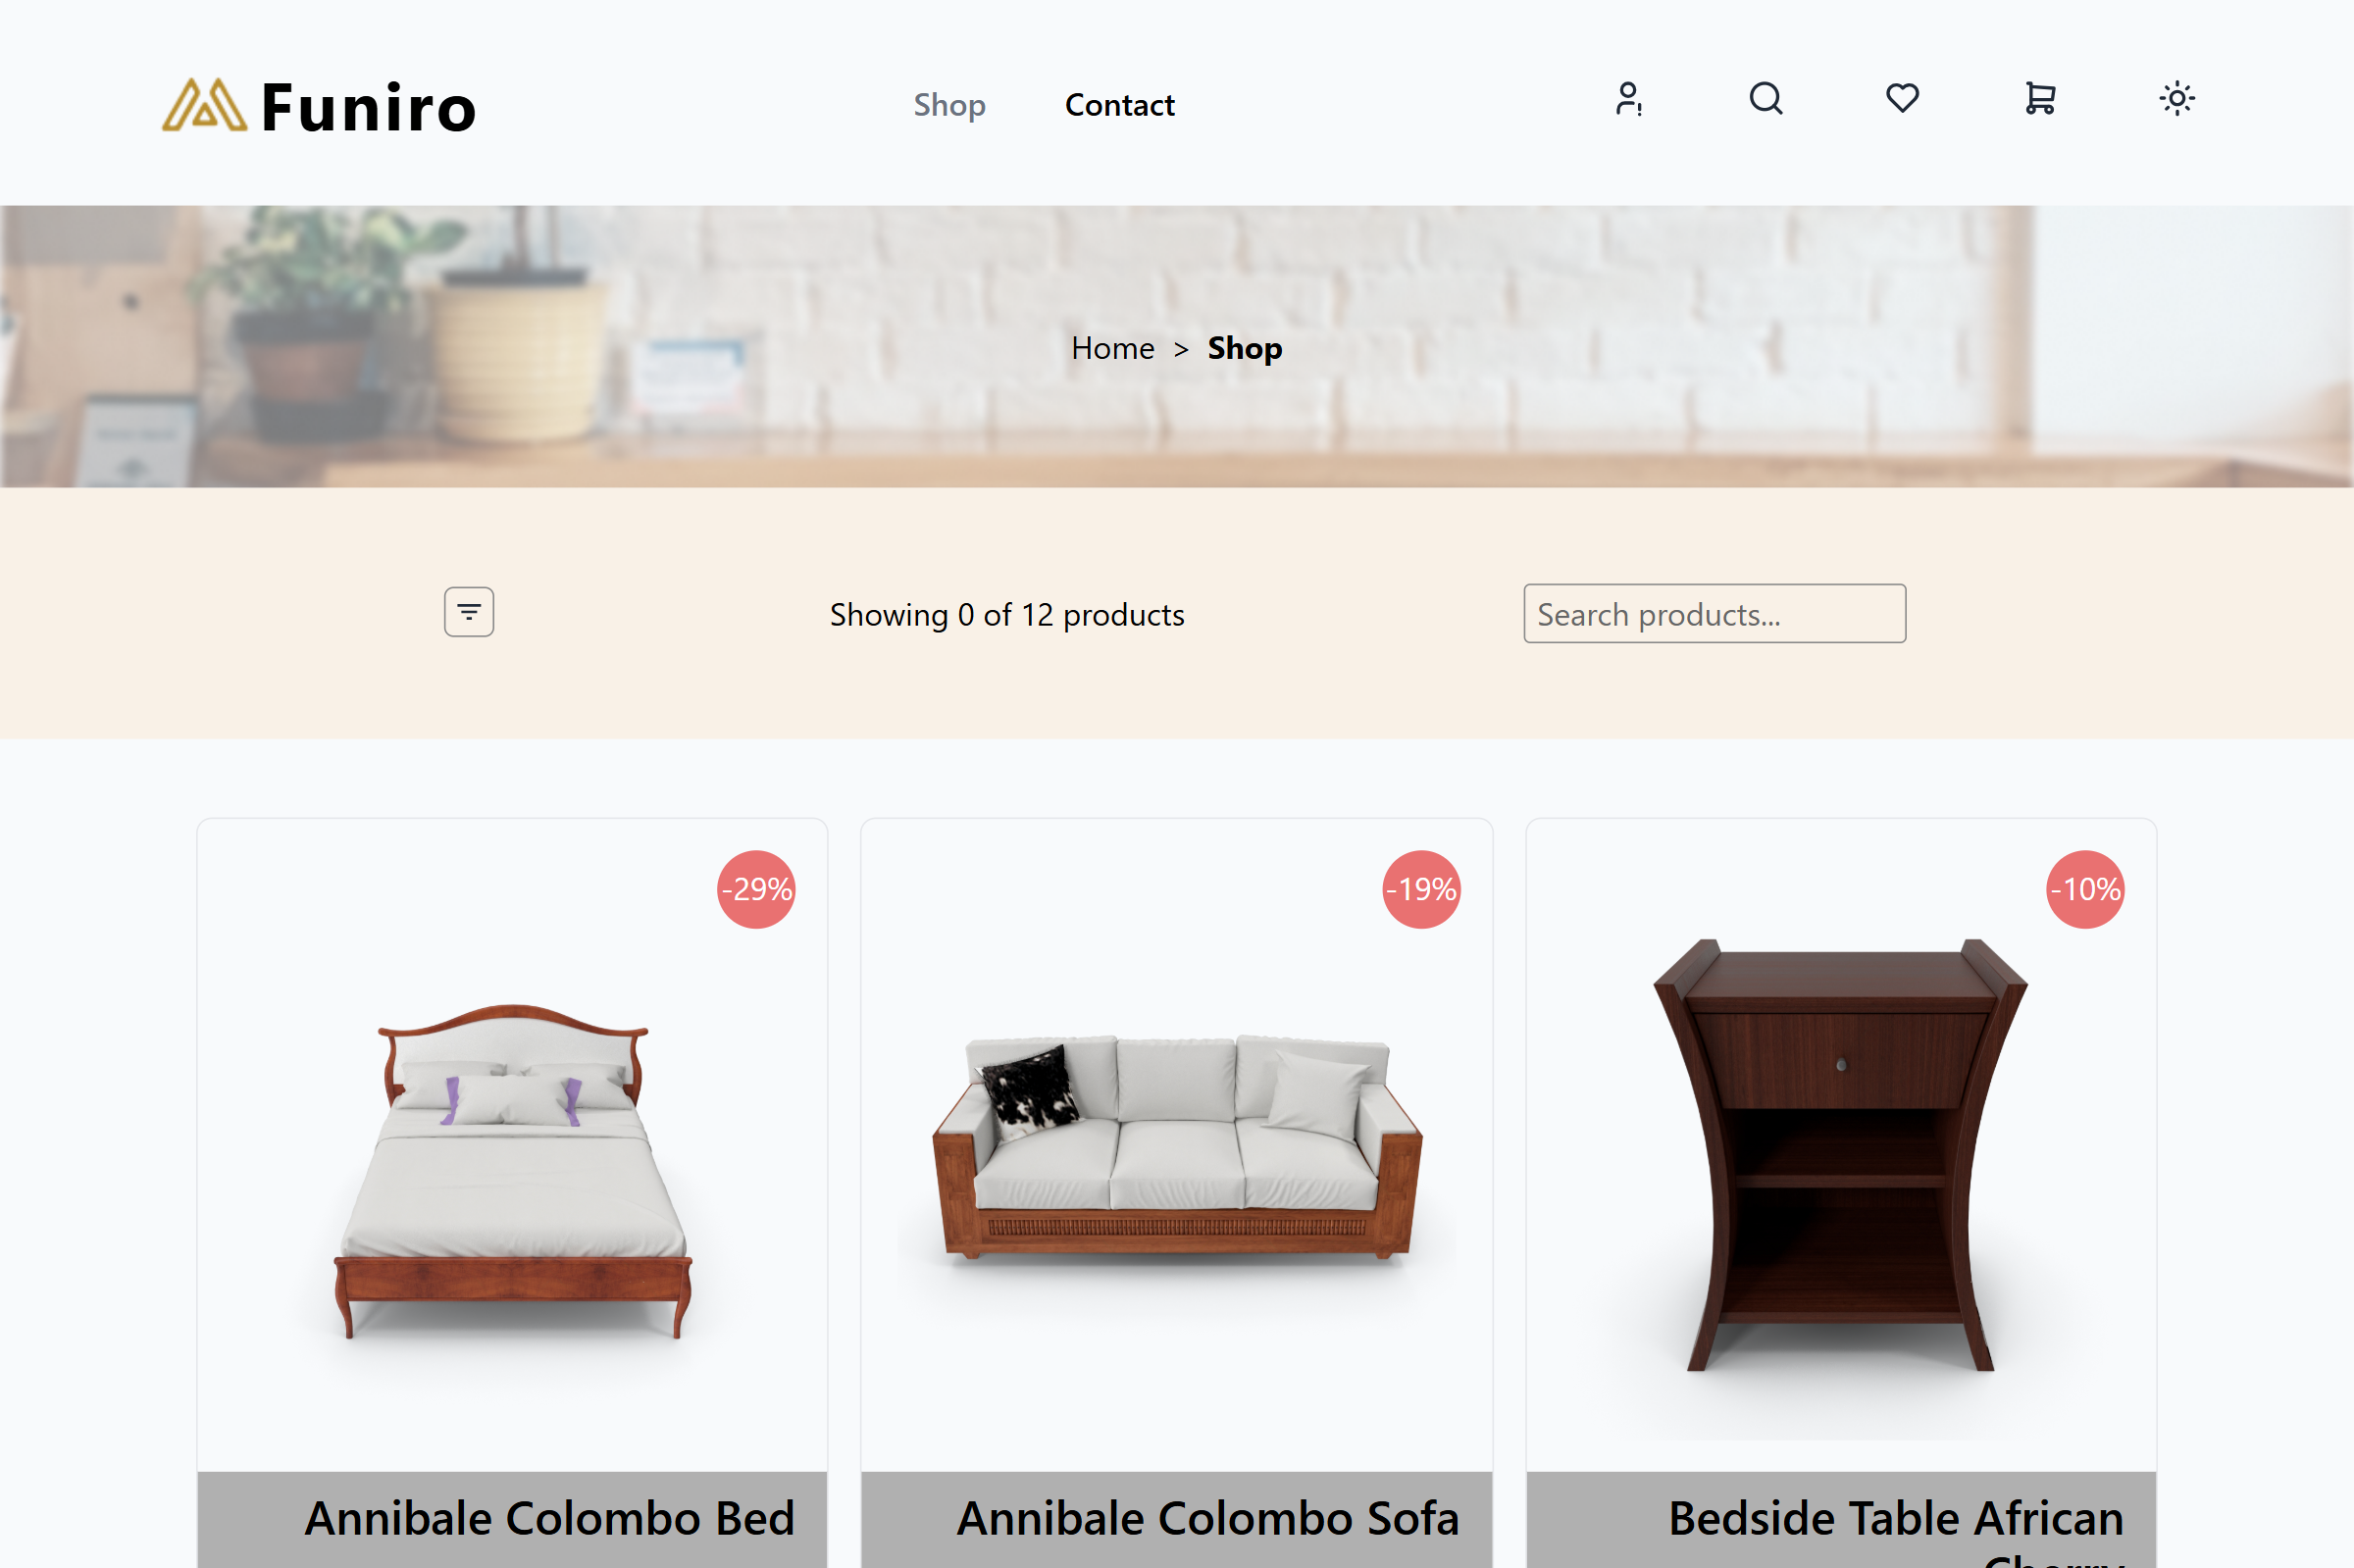 Funiro
Shop
Contact
Home > Shop
Showing 0 of 12 products
Search products...
-29%
-19%
-10%
Annibale Colombo Bed
Annibale Colombo Sofa
Bedside Table African
Cherry